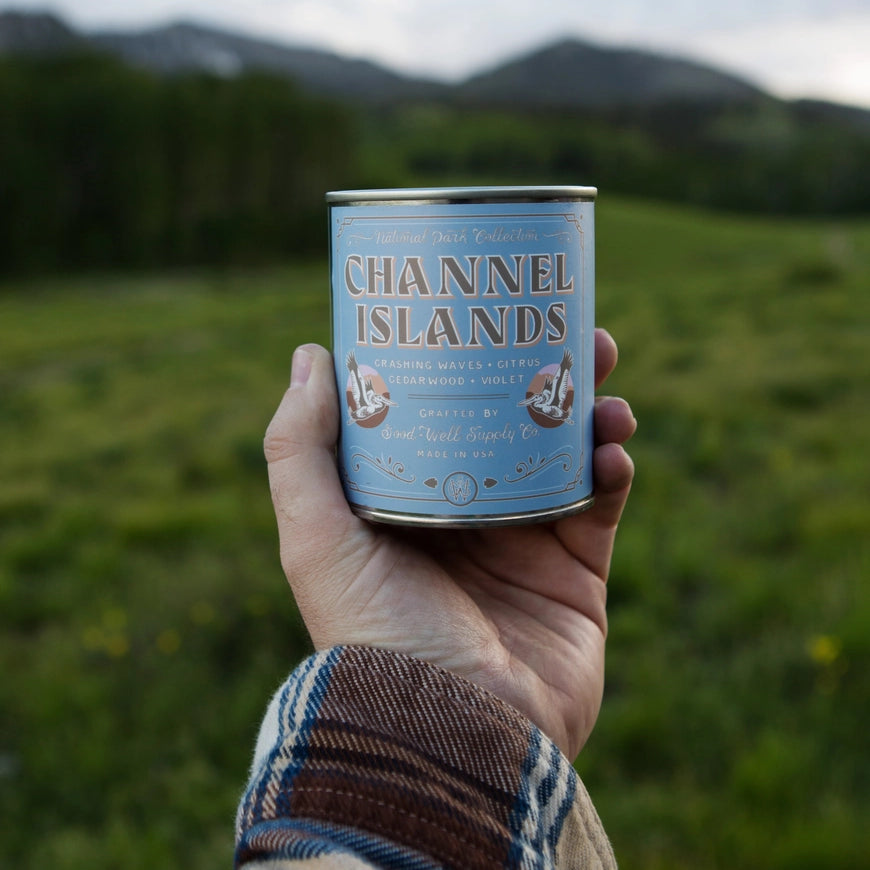 National Park Collection
CHANNEL
ISLANDS
CRASHING WAVES • CITRUS
CEDARWOOD • VIOLET
CRAFTED BY
Good & Well Supply Co.
MADE IN USA